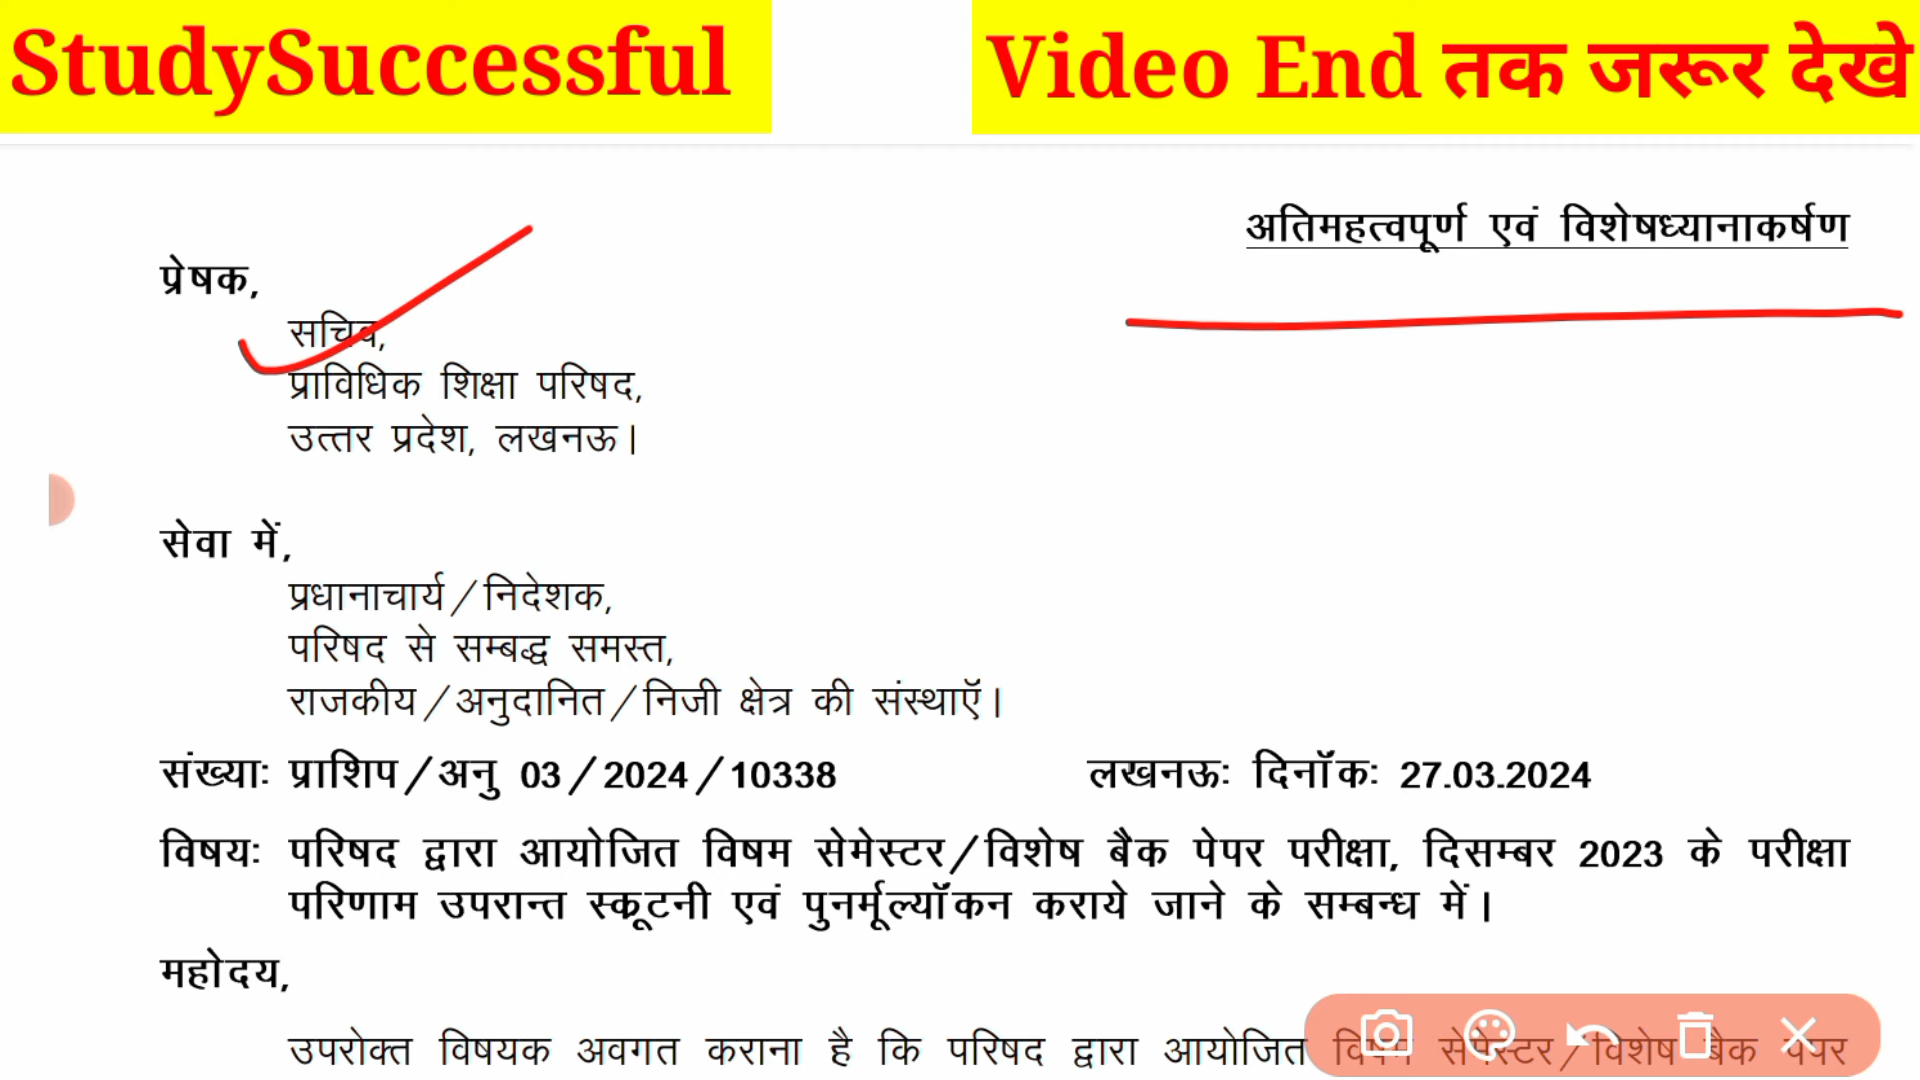 StudySuccessful
Video End तक जरूर देखे
अतिमहत्वपूर्ण एवं विशेषध्यानाकर्षण
प्रेषक,
सचिव,
प्राविधिक शिक्षा परिषद,
उत्तर प्रदेश, लखनऊ।
सेवा में,
प्रधानाचार्य/निदेशक,
परिषद से सम्बद्ध समस्त,
राजकीय/अनुदानित/निजी क्षेत्र की संस्थाऍ।
संख्याः प्राशिप/अनु 03/2024/10338 लखनऊः दिनॉकः 27.03.2024
विषयः परिषद द्वारा आयोजित विषम सेमेस्टर/विशेष बैक पेपर परीक्षा, दिसम्बर 2023 के परीक्षा
परिणाम उपरान्त स्कूटनी एवं पुनर्मूल्यॉकन कराये जाने के सम्बन्ध में।
महोदय,
उपरोक्त विषयक अवगत कराना है कि परिषद द्वारा आयोजित विषम सेमेस्टर/विशेष बैक पेपर